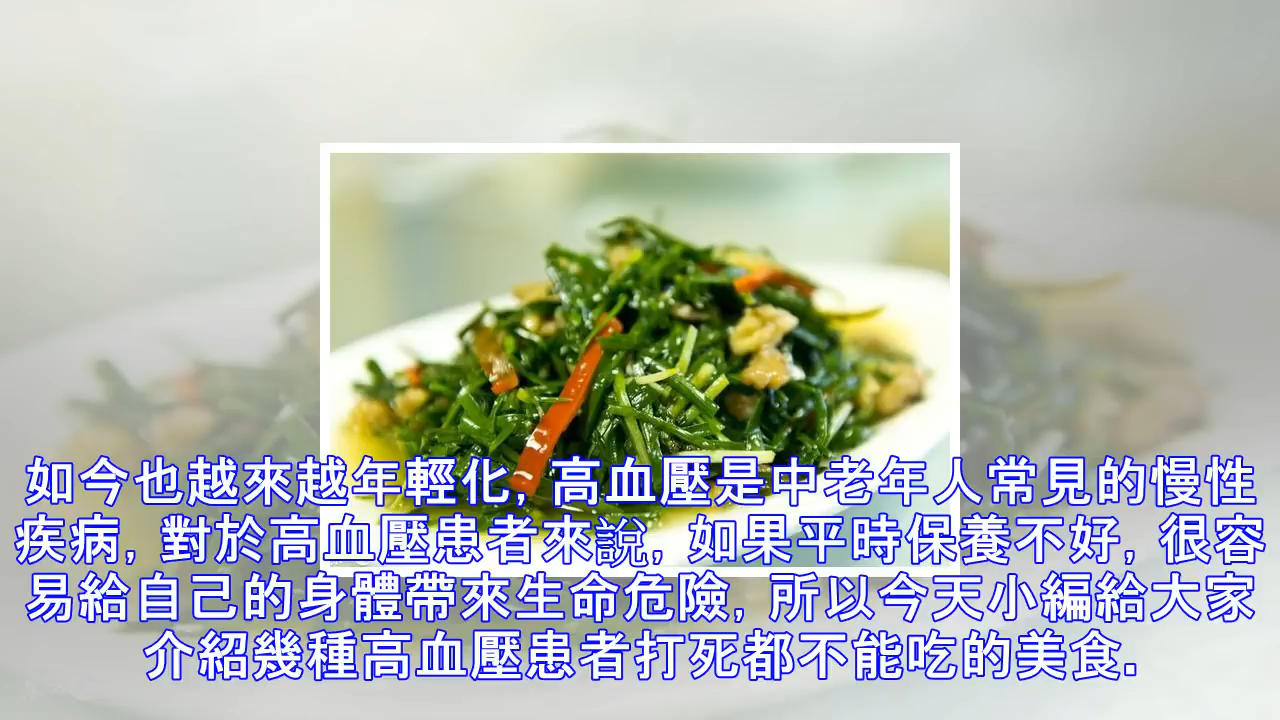 如今也越來越年輕化, 高血壓是中老年人常見的慢性
疾病, 對於高血壓患者來說, 如果平時保養不好, 很容
易給自己的身體帶來生命危險, 所以今天小編給大家
介紹幾種高血壓患者打死都不能吃的美食.